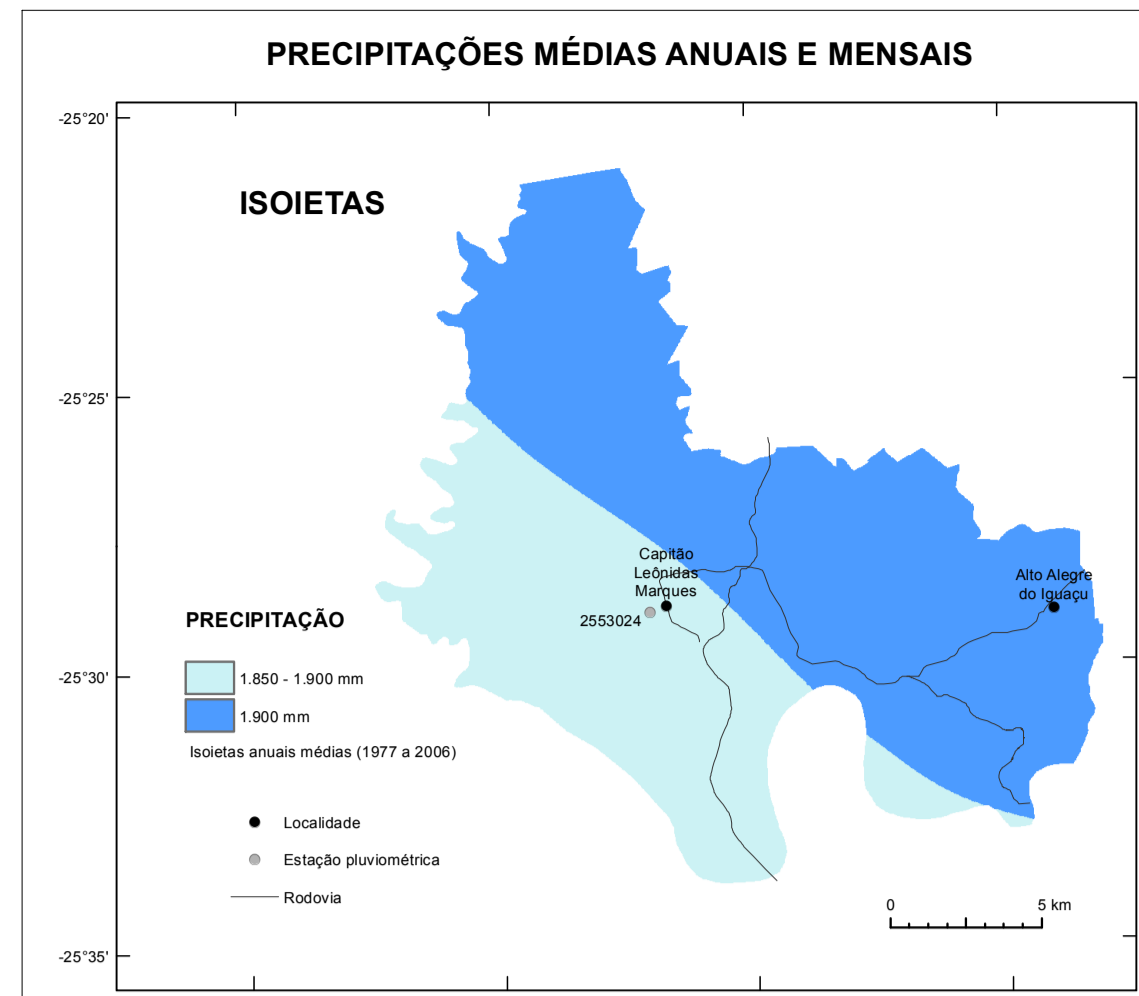 PRECIPITAÇÕES MÉDIAS ANUAIS E MENSAIS
-25°20'
ISOIETAS
-25°25'
Capitão
Leônidas
Marques
Alto Alegre
do Iguaçu
2553024
PRECIPITAÇÃO
1.850 - 1.900 mm
-25°30'
1.900 mm
Isoietas anuais médias (1977 a 2006)
Localidade
Estação pluviométrica
Rodovia
0 5 km
-25°35'